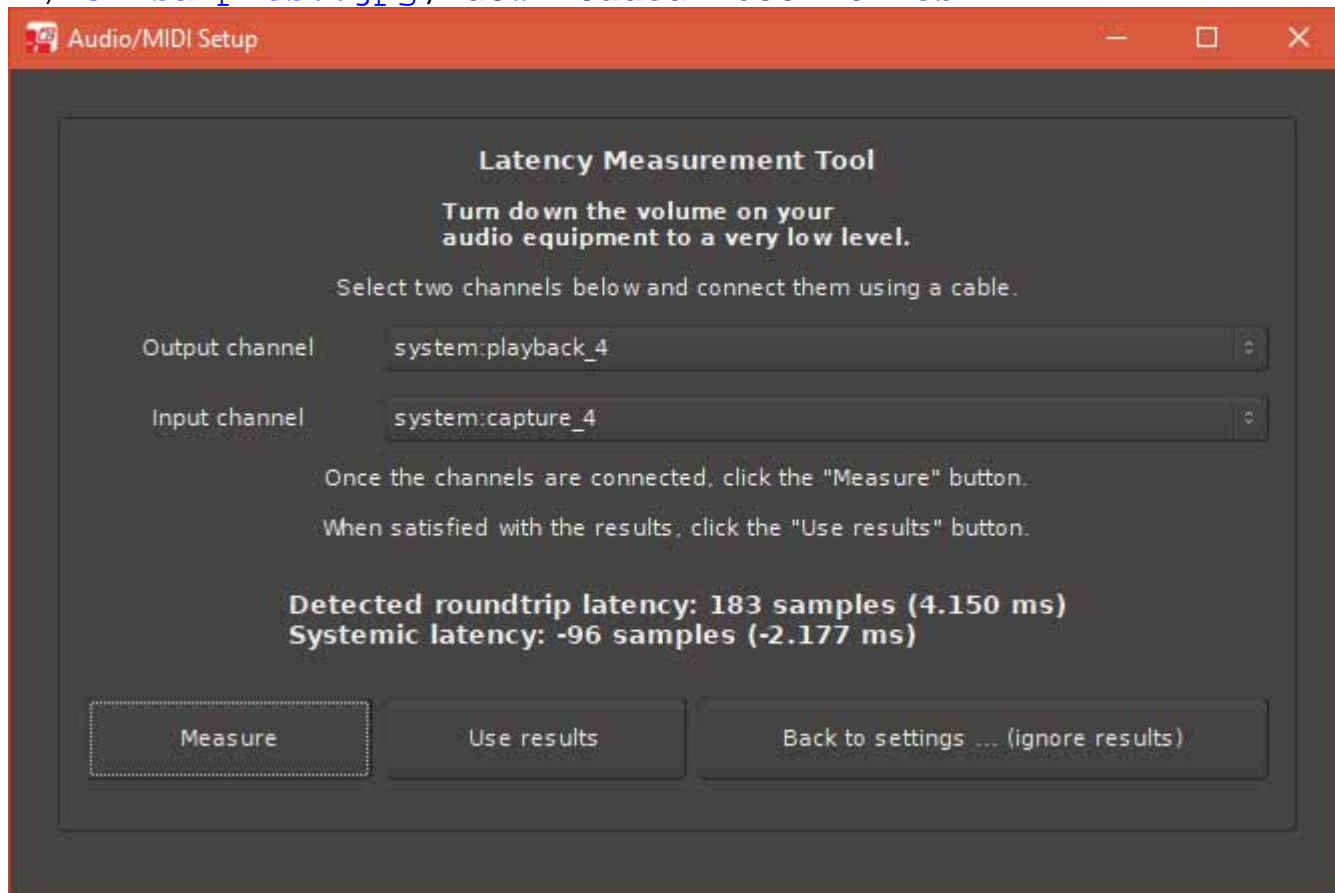 Audio/MIDI Setup
Latency Measurement Tool
Turn down the volume on your
audio equipment to a very low level.
Select two channels below and connect them using a cable.
Output channel system:playback_4
Input channel system:capture_4
Once the channels are connected, click the "Measure" button.
When satisfied with the results, click the "Use results" button.
Detected roundtrip latency: 183 samples (4.150 ms)
Systemic latency: -96 samples (-2.177 ms)
Measure Use results Back to settings ... (ignore results)